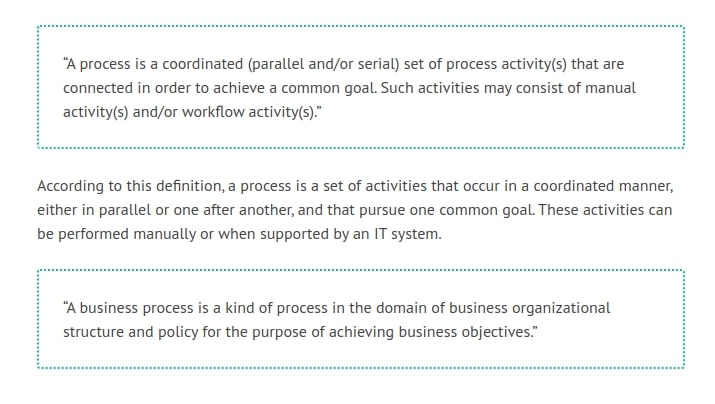 “A process is a coordinated (parallel and/or serial) set of process activity(s) that are
connected in order to achieve a common goal. Such activities may consist of manual
activity(s) and/or workflow activity(s).”
According to this definition, a process is a set of activities that occur in a coordinated manner,
either in parallel or one after another, and that pursue one common goal. These activities can
be performed manually or when supported by an IT system.
“A business process is a kind of process in the domain of business organizational
structure and policy for the purpose of achieving business objectives.”